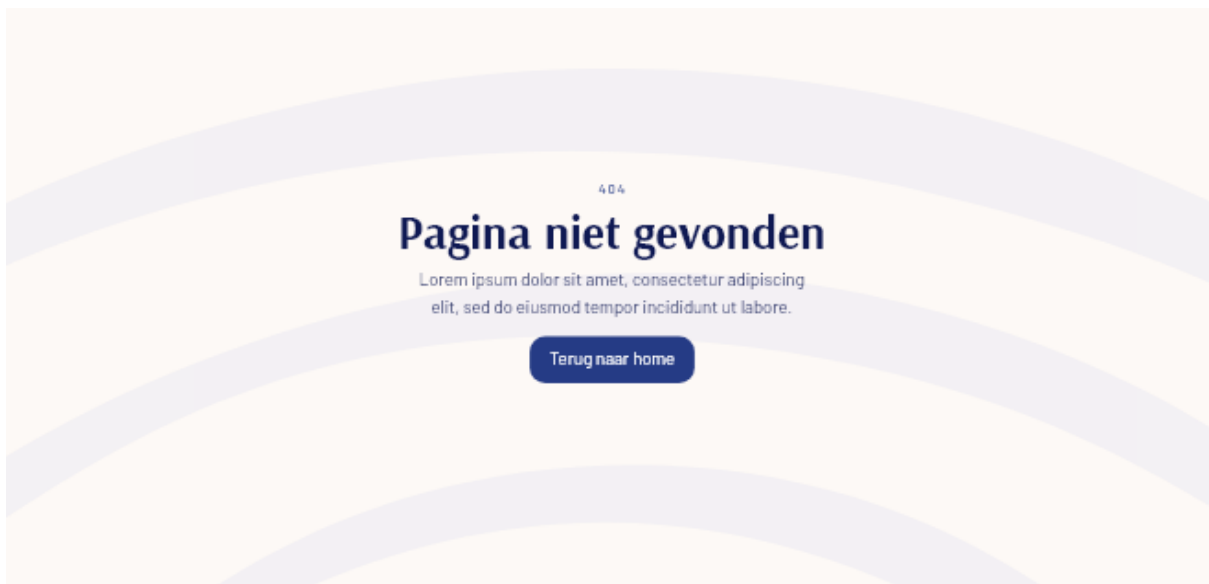 404
Pagina niet gevonden
Lorem ipsum dolor sit amet, consectetur adipiscing
elit, sed do eiusmod tempor incididunt ut labore.
Terug naar home